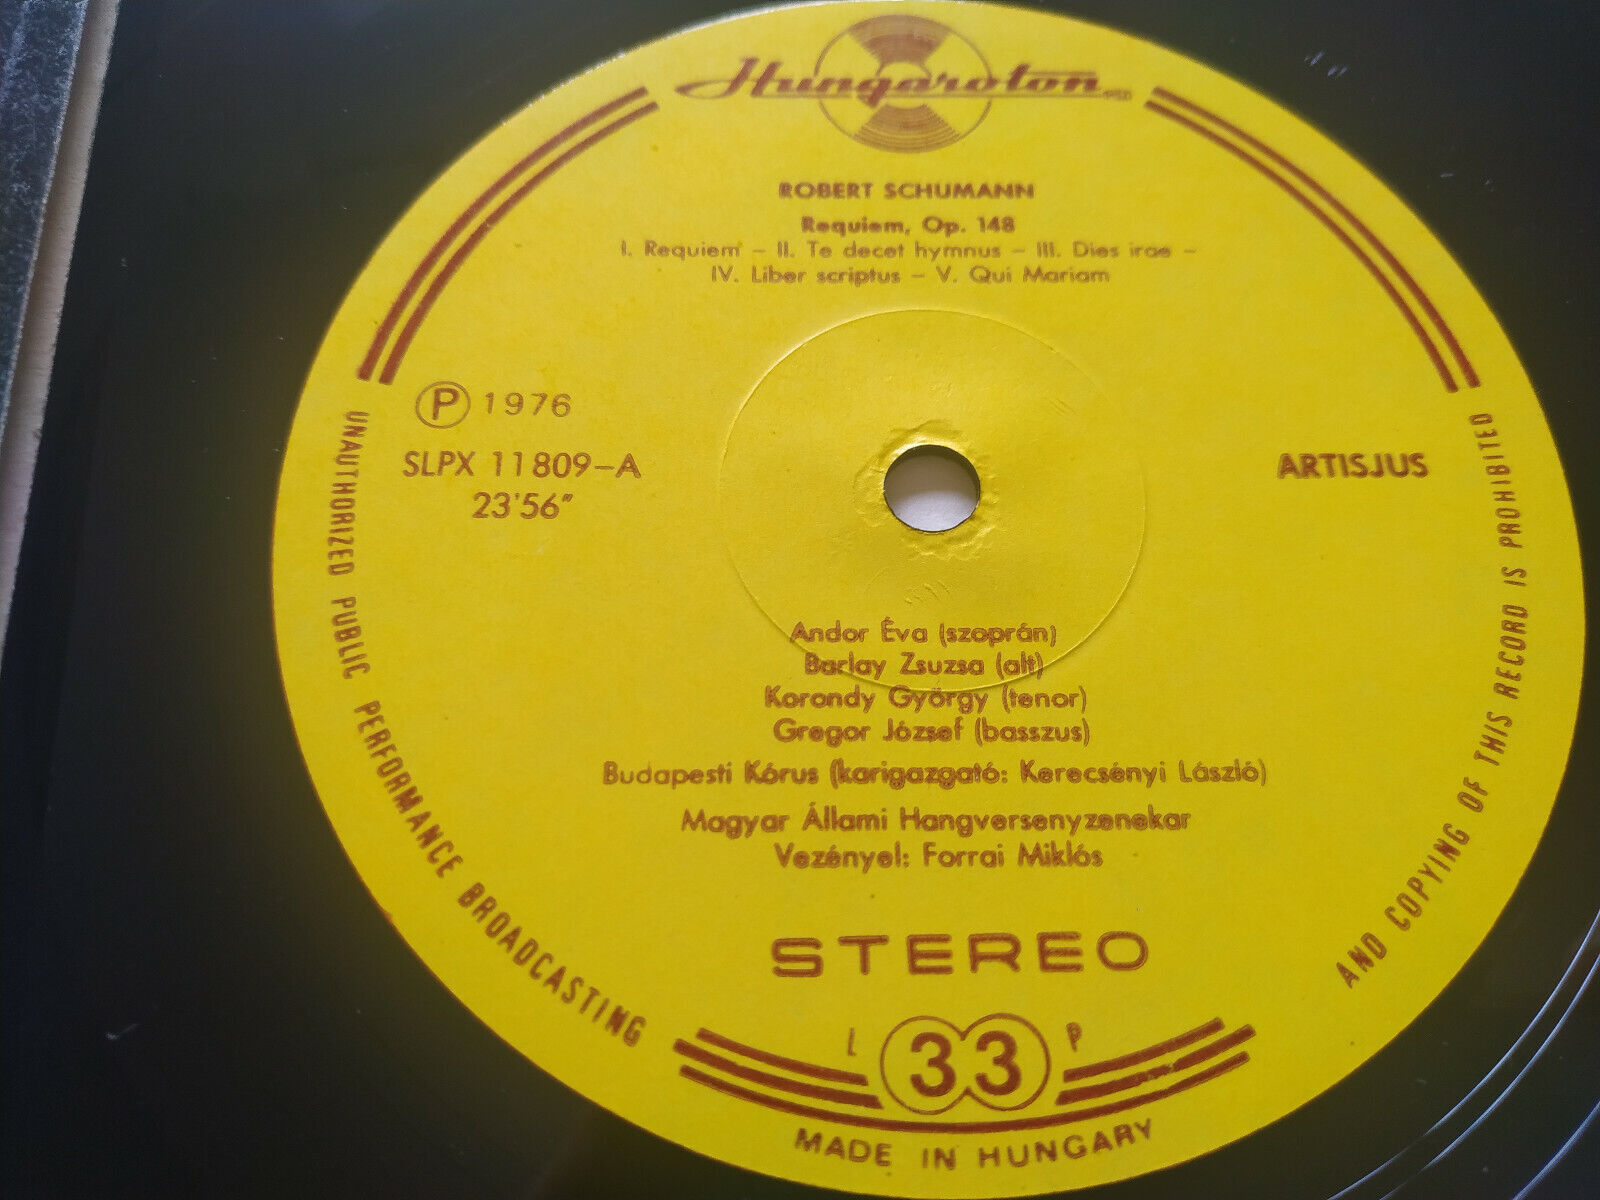 Hungaroton
ROBERT SCHUMANN
Requiem, Op. 148
I. Requiem – II. Te decet hymnus – III. Dies irae –
IV. Liber scriptus – V. Qui Mariam
Ⓟ 1976
SLPX 11809–A
23'56"
ARTISJUS
Andor Éva (szoprán)
Barlay Zsuzsa (alt)
Korondy György (tenor)
Gregor József (basszus)
Budapesti Kórus (karigazgató: Kerecsényi László)
Magyar Állami Hangversenyzenekar
Vezényel: Forrai Miklós
STEREO
L 33 P
MADE IN HUNGARY
UNAUTHORIZED PUBLIC PERFORMANCE BROADCASTING
AND COPYING OF THIS RECORD IS PROHIBITED